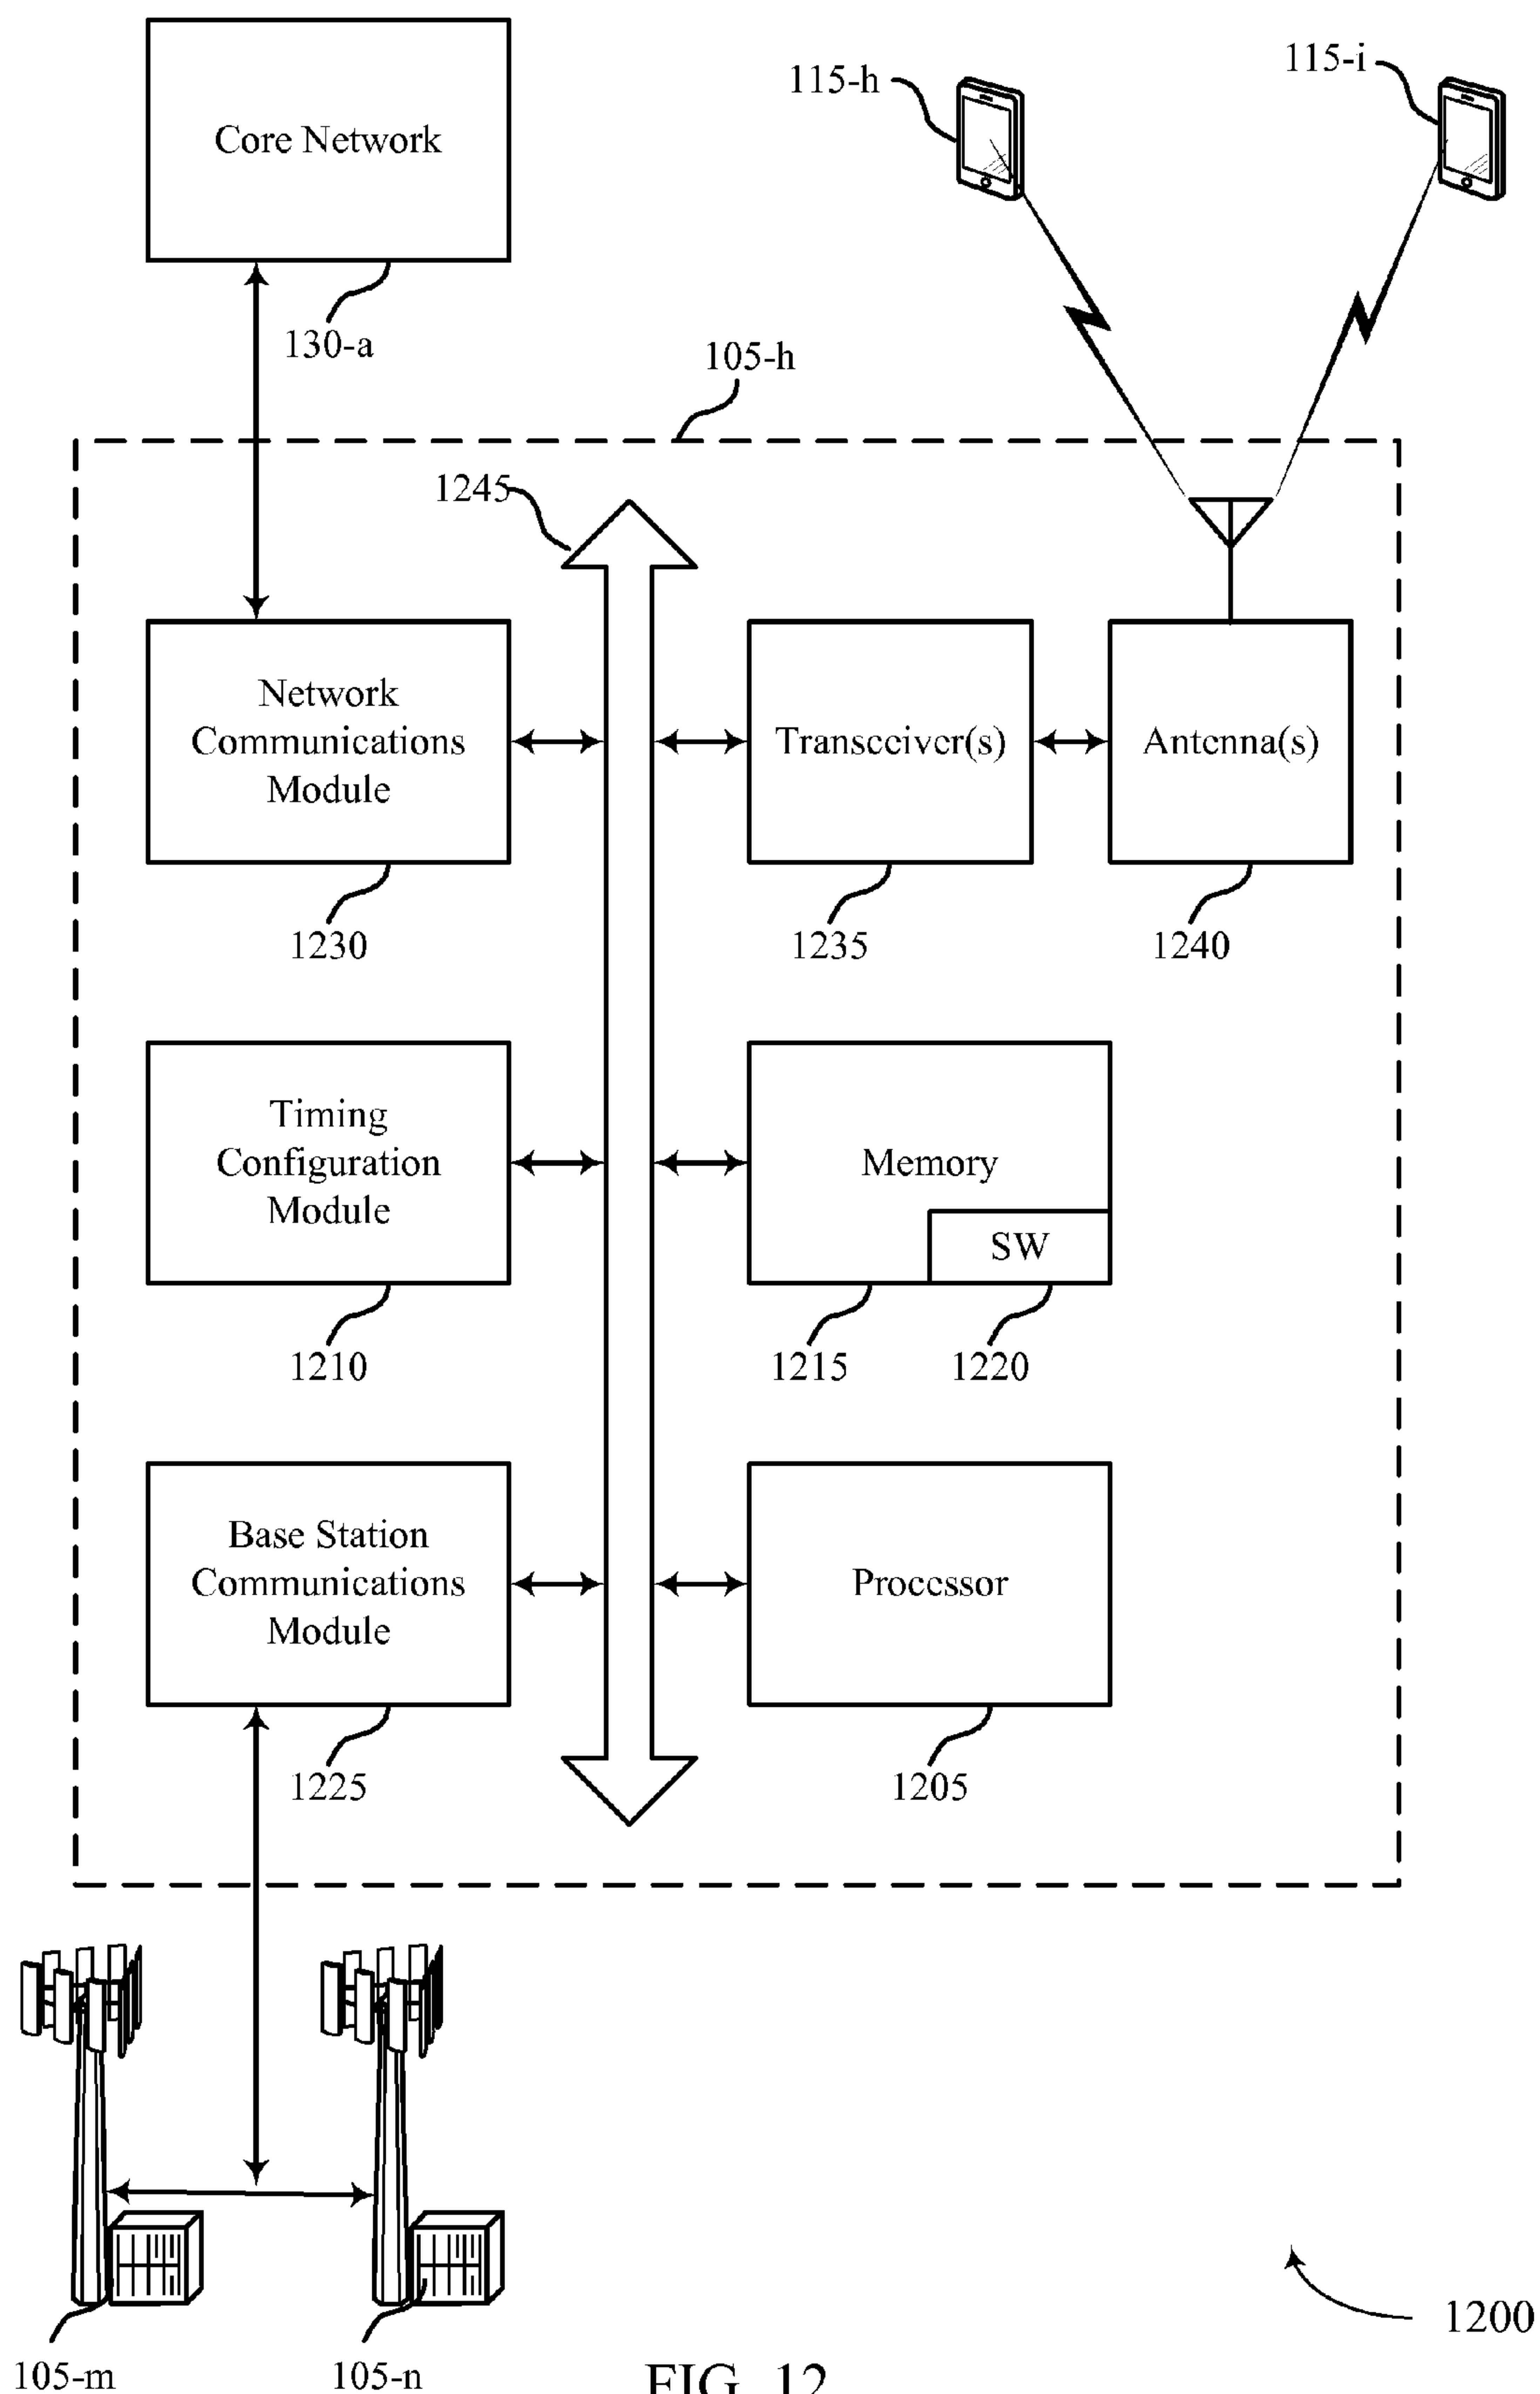 Core Network
130-a
115-h
115-i
105-h
1245
Network
Communications
Module
1230
Transceiver(s)
1235
Antenna(s)
1240
Timing
Configuration
Module
1210
Memory
SW
1215
1220
Base Station
Communications
Module
1225
Processor
1205
105-m
105-n
1200
FIG. 12